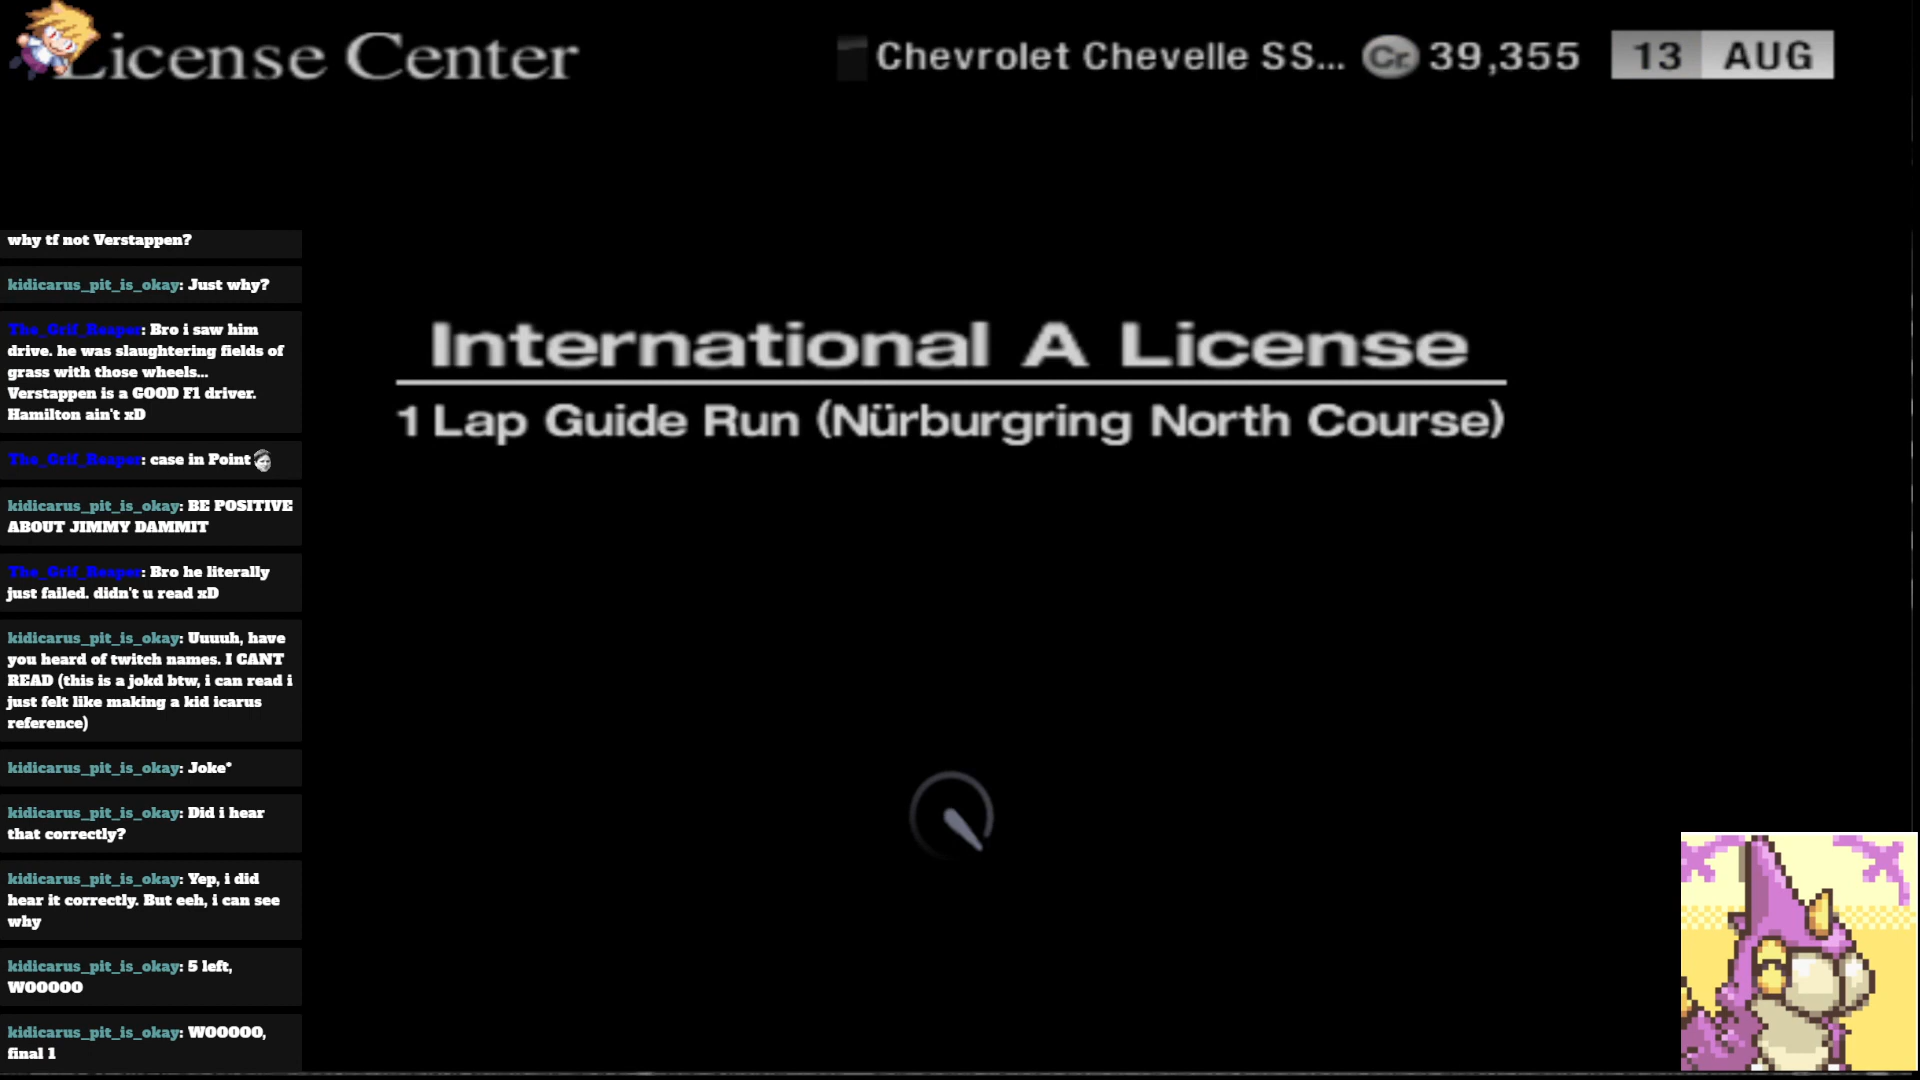 License Center
Chevrolet Chevelle SS... Cr. 39,355 13 AUG
International A License
1 Lap Guide Run (Nürburgring North Course)
why tf not Verstappen?
kidicarus_pit_is_okay: Just why?
The_Grif_Reaper: Bro i saw him
drive. he was slaughtering fields of
grass with those wheels...
Verstappen is a GOOD F1 driver.
Hamilton ain't xD
The_Grif_Reaper: case in Point
kidicarus_pit_is_okay: BE POSITIVE
ABOUT JIMMY DAMMIT
The_Grif_Reaper: Bro he literally
just failed. didn't u read xD
kidicarus_pit_is_okay: Uuuuh, have
you heard of twitch names. I CANT
READ (this is a jokd btw, i can read i
just felt like making a kid icarus
reference)
kidicarus_pit_is_okay: Joke*
kidicarus_pit_is_okay: Did i hear
that correctly?
kidicarus_pit_is_okay: Yep, i did
hear it correctly. But eeh, i can see
why
kidicarus_pit_is_okay: 5 left,
WOOOOO
kidicarus_pit_is_okay: WOOOOO,
final 1